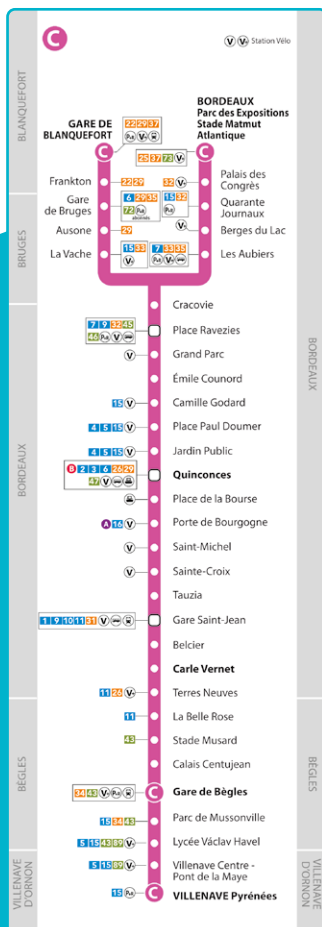 C
V V+ Station Vélo
BLANQUEFORT
BRUGES
BORDEAUX
BÈGLES
VILLENAVE
D'ORNON
22 29 37
GARE DE
BLANQUEFORT
C
BORDEAUX
Parc des Expositions
Stade Matmut
Atlantique
25 37 73 V+
C
Frankton
22 29
32 V+
Palais des
Congrès
Gare
de Bruges
6 29 35
72 P+R
abonnés
15 32
P+R
Quarante
Journaux
Ausone
29
V+
Berges du Lac
La Vache
15 33
V+
7 33 35
P+R V+
Les Aubiers
Cracovie
7 9 32 45
46 P+R V
Place Ravezies
V
Grand Parc
Émile Counord
15 V
Camille Godard
4 5 15 V
Place Paul Doumer
4 5 15 V
Jardin Public
B 2 3 6 26 29
47 V
Quinconces
Place de la Bourse
A 16 V
Porte de Bourgogne
V
Saint-Michel
V
Sainte-Croix
Tauzia
1 9 10 11 31 V
Gare Saint-Jean
Belcier
Carle Vernet
11 26 V+
Terres Neuves
11
La Belle Rose
43
Stade Musard
Calais Centujean
34 43 V+ P+R
C
Gare de Bègles
15 34 43
Parc de Mussonville
5 15 43 89 V+
Lycée Václav Havel
5 15 89 V+
Villenave Centre -
Pont de la Maye
15 P+R
C
VILLENAVE Pyrénées
BORDEAUX
BÈGLES
VILLENAVE
D'ORNON